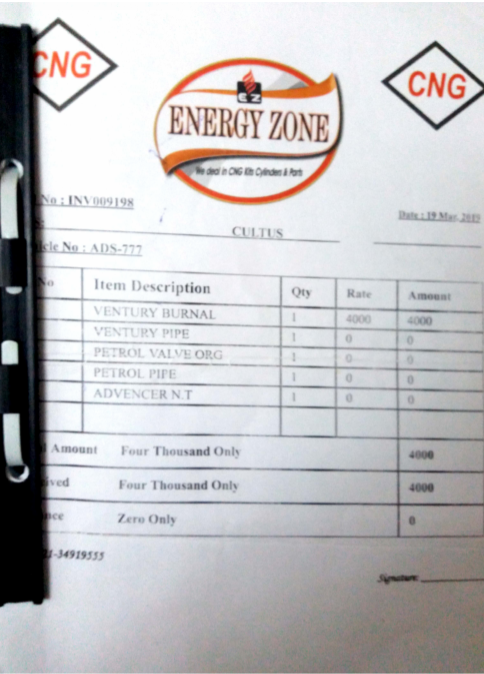 CNG
CNG
EZ
ENERGY ZONE
We deal in CNG Kits Cylinders & Parts
No : INV009198
Date : 19 Mar, 2015
CULTUS
icle No : ADS-777
No Item Description Qty Rate Amount
VENTURY BURNAL 1 4000 4000
VENTURY PIPE 1 0 0
PETROL VALVE ORG 1 0 0
PETROL PIPE 1 0 0
ADVENCER N.T 1 0 0
l Amount Four Thousand Only 4000
ived Four Thousand Only 4000
nce Zero Only 0
1-34919555
Signature: